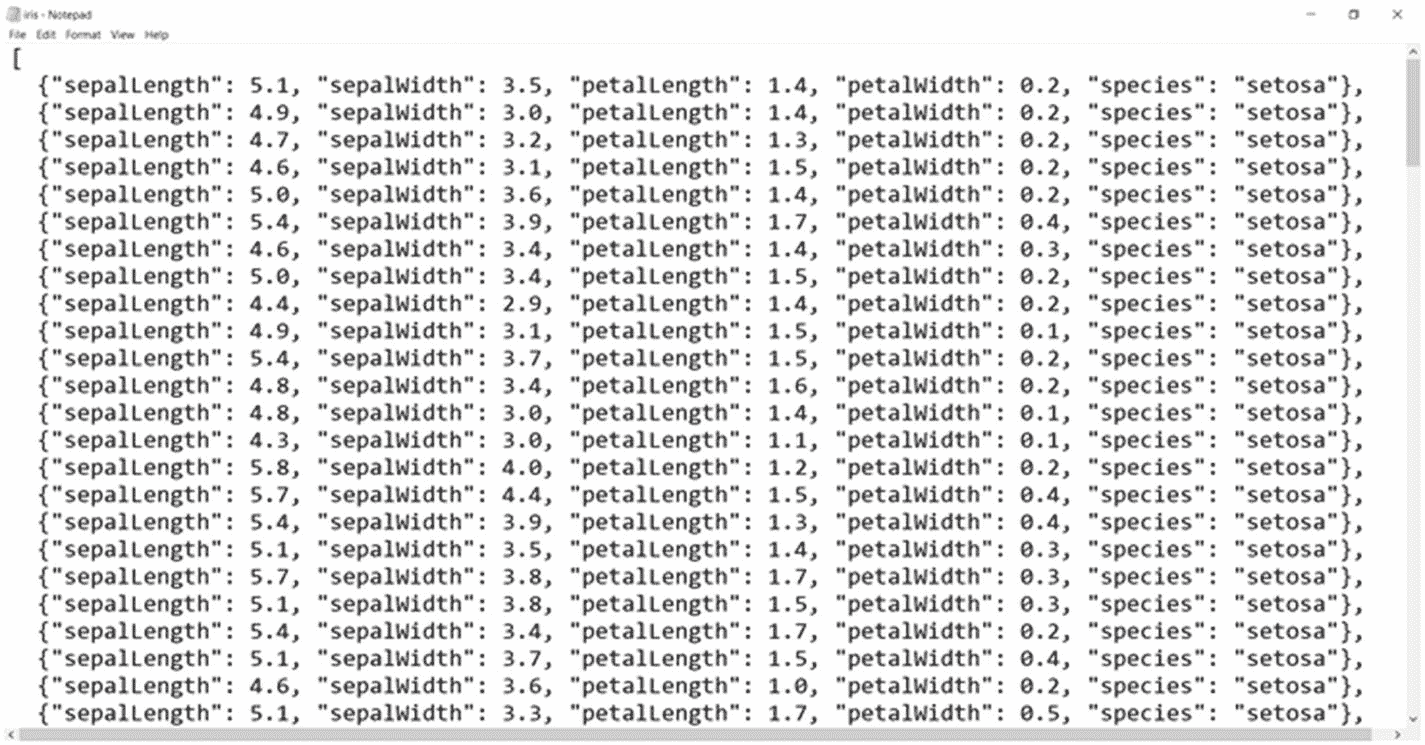 iris - Notepad
File Edit Format View Help
[
{"sepalLength": 5.1, "sepalWidth": 3.5, "petalLength": 1.4, "petalWidth": 0.2, "species": "setosa"},
{"sepalLength": 4.9, "sepalWidth": 3.0, "petalLength": 1.4, "petalWidth": 0.2, "species": "setosa"},
{"sepalLength": 4.7, "sepalWidth": 3.2, "petalLength": 1.3, "petalWidth": 0.2, "species": "setosa"},
{"sepalLength": 4.6, "sepalWidth": 3.1, "petalLength": 1.5, "petalWidth": 0.2, "species": "setosa"},
{"sepalLength": 5.0, "sepalWidth": 3.6, "petalLength": 1.4, "petalWidth": 0.2, "species": "setosa"},
{"sepalLength": 5.4, "sepalWidth": 3.9, "petalLength": 1.7, "petalWidth": 0.4, "species": "setosa"},
{"sepalLength": 4.6, "sepalWidth": 3.4, "petalLength": 1.4, "petalWidth": 0.3, "species": "setosa"},
{"sepalLength": 5.0, "sepalWidth": 3.4, "petalLength": 1.5, "petalWidth": 0.2, "species": "setosa"},
{"sepalLength": 4.4, "sepalWidth": 2.9, "petalLength": 1.4, "petalWidth": 0.2, "species": "setosa"},
{"sepalLength": 4.9, "sepalWidth": 3.1, "petalLength": 1.5, "petalWidth": 0.1, "species": "setosa"},
{"sepalLength": 5.4, "sepalWidth": 3.7, "petalLength": 1.5, "petalWidth": 0.2, "species": "setosa"},
{"sepalLength": 4.8, "sepalWidth": 3.4, "petalLength": 1.6, "petalWidth": 0.2, "species": "setosa"},
{"sepalLength": 4.8, "sepalWidth": 3.0, "petalLength": 1.4, "petalWidth": 0.1, "species": "setosa"},
{"sepalLength": 4.3, "sepalWidth": 3.0, "petalLength": 1.1, "petalWidth": 0.1, "species": "setosa"},
{"sepalLength": 5.8, "sepalWidth": 4.0, "petalLength": 1.2, "petalWidth": 0.2, "species": "setosa"},
{"sepalLength": 5.7, "sepalWidth": 4.4, "petalLength": 1.5, "petalWidth": 0.4, "species": "setosa"},
{"sepalLength": 5.4, "sepalWidth": 3.9, "petalLength": 1.3, "petalWidth": 0.4, "species": "setosa"},
{"sepalLength": 5.1, "sepalWidth": 3.5, "petalLength": 1.4, "petalWidth": 0.3, "species": "setosa"},
{"sepalLength": 5.7, "sepalWidth": 3.8, "petalLength": 1.7, "petalWidth": 0.3, "species": "setosa"},
{"sepalLength": 5.1, "sepalWidth": 3.8, "petalLength": 1.5, "petalWidth": 0.3, "species": "setosa"},
{"sepalLength": 5.4, "sepalWidth": 3.4, "petalLength": 1.7, "petalWidth": 0.2, "species": "setosa"},
{"sepalLength": 5.1, "sepalWidth": 3.7, "petalLength": 1.5, "petalWidth": 0.4, "species": "setosa"},
{"sepalLength": 4.6, "sepalWidth": 3.6, "petalLength": 1.0, "petalWidth": 0.2, "species": "setosa"},
{"sepalLength": 5.1, "sepalWidth": 3.3, "petalLength": 1.7, "petalWidth": 0.5, "species": "setosa"},